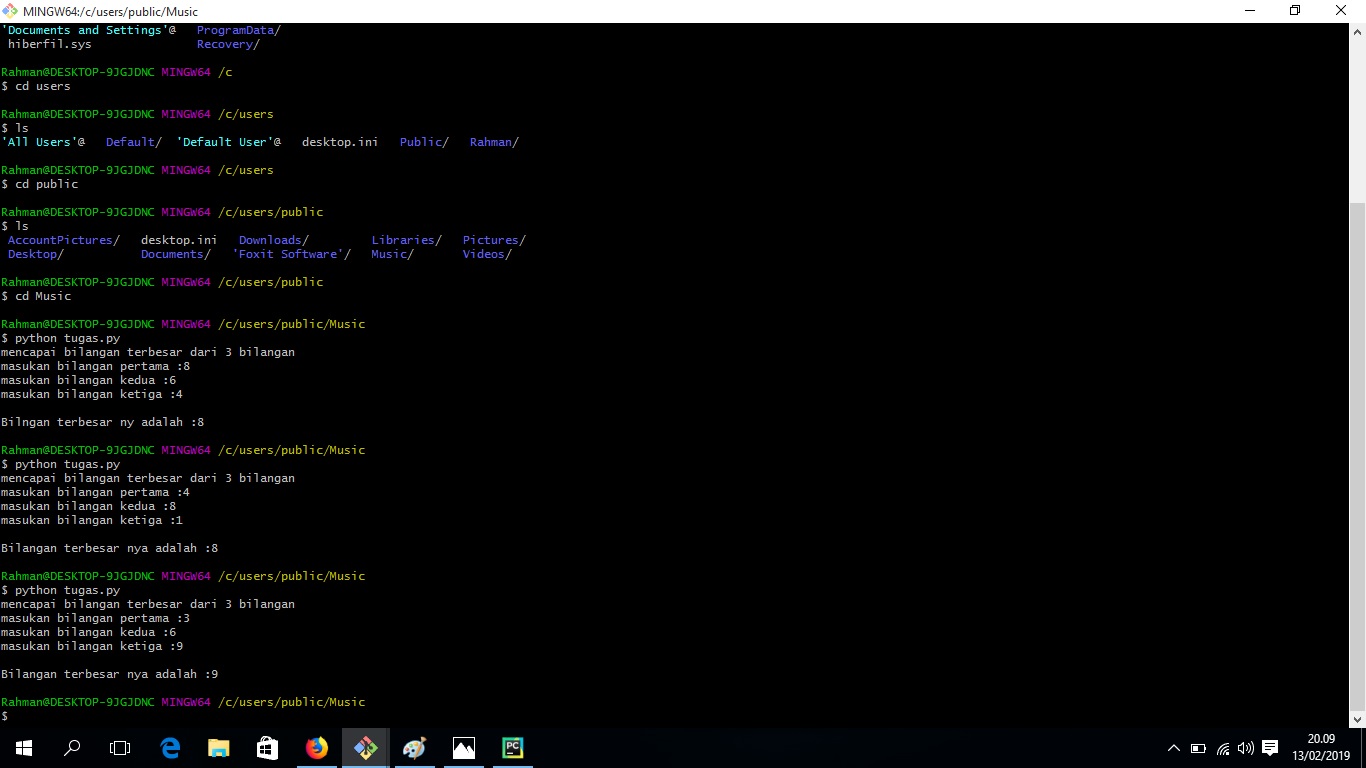 MINGW64:/c/users/public/Music
'Documents and Settings'@   ProgramData/
 hiberfil.sys               Recovery/
Rahman@DESKTOP-9JGJDNC MINGW64 /c
$ cd users
Rahman@DESKTOP-9JGJDNC MINGW64 /c/users
$ ls
'All Users'@   Default/  'Default User'@   desktop.ini   Public/   Rahman/
Rahman@DESKTOP-9JGJDNC MINGW64 /c/users
$ cd public
Rahman@DESKTOP-9JGJDNC MINGW64 /c/users/public
$ ls
 AccountPictures/   desktop.ini   Downloads/         Libraries/   Pictures/
 Desktop/           Documents/   'Foxit Software'/   Music/       Videos/
Rahman@DESKTOP-9JGJDNC MINGW64 /c/users/public
$ cd Music
Rahman@DESKTOP-9JGJDNC MINGW64 /c/users/public/Music
$ python tugas.py
mencapai bilangan terbesar dari 3 bilangan
masukan bilangan pertama :8
masukan bilangan kedua :6
masukan bilangan ketiga :4
Bilngan terbesar ny adalah :8
Rahman@DESKTOP-9JGJDNC MINGW64 /c/users/public/Music
$ python tugas.py
mencapai bilangan terbesar dari 3 bilangan
masukan bilangan pertama :4
masukan bilangan kedua :8
masukan bilangan ketiga :1
Bilangan terbesar nya adalah :8
Rahman@DESKTOP-9JGJDNC MINGW64 /c/users/public/Music
$ python tugas.py
mencapai bilangan terbesar dari 3 bilangan
masukan bilangan pertama :3
masukan bilangan kedua :6
masukan bilangan ketiga :9
Bilangan terbesar nya adalah :9
Rahman@DESKTOP-9JGJDNC MINGW64 /c/users/public/Music
$
PC
20.09
13/02/2019